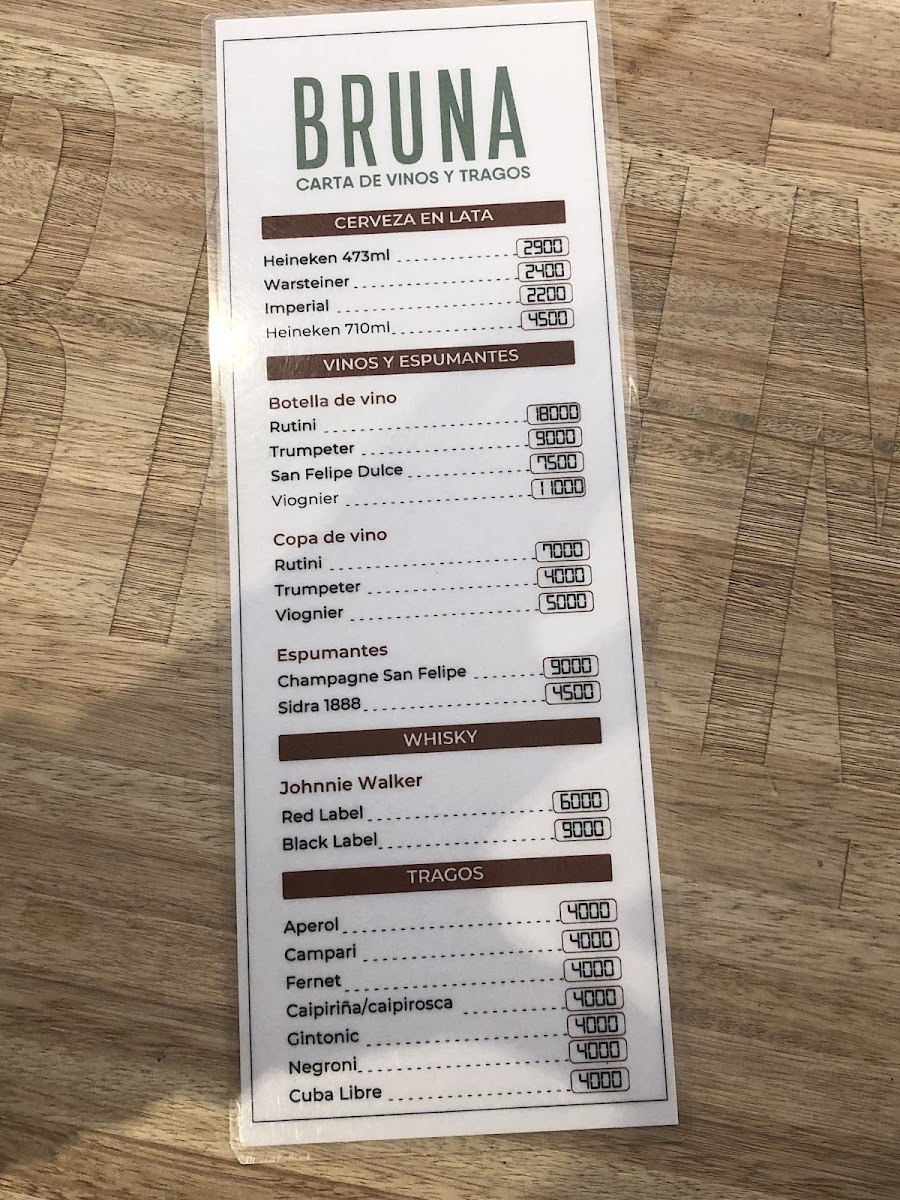 BRUNA
CARTA DE VINOS Y TRAGOS
CERVEZA EN LATA
Heineken 473ml 2900
Warsteiner 2400
Imperial 2200
Heineken 710ml 4500
VINOS Y ESPUMANTES
Botella de vino
Rutini 18000
Trumpeter 9000
San Felipe Dulce 7500
Viognier 11000
Copa de vino
Rutini 7000
Trumpeter 4000
Viognier 5000
Espumantes
Champagne San Felipe 9000
Sidra 1888 4500
WHISKY
Johnnie Walker
Red Label 6000
Black Label 9000
TRAGOS
Aperol 4000
Campari 4000
Fernet 4000
Caipiriña/caipirosca 4000
Gintonic 4000
Negroni 4000
Cuba Libre 4000